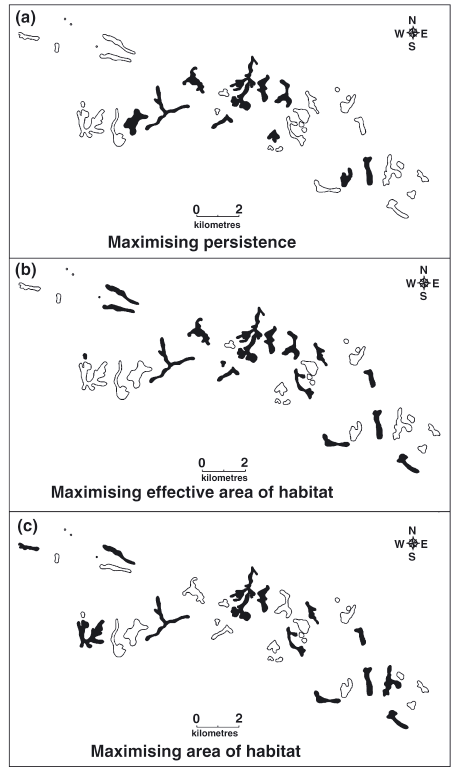 (a)
N
W E
S
0 2
kilometres
Maximising persistence
(b)
N
W E
S
0 2
kilometres
Maximising effective area of habitat
(c)
N
W E
S
0 2
kilometres
Maximising area of habitat